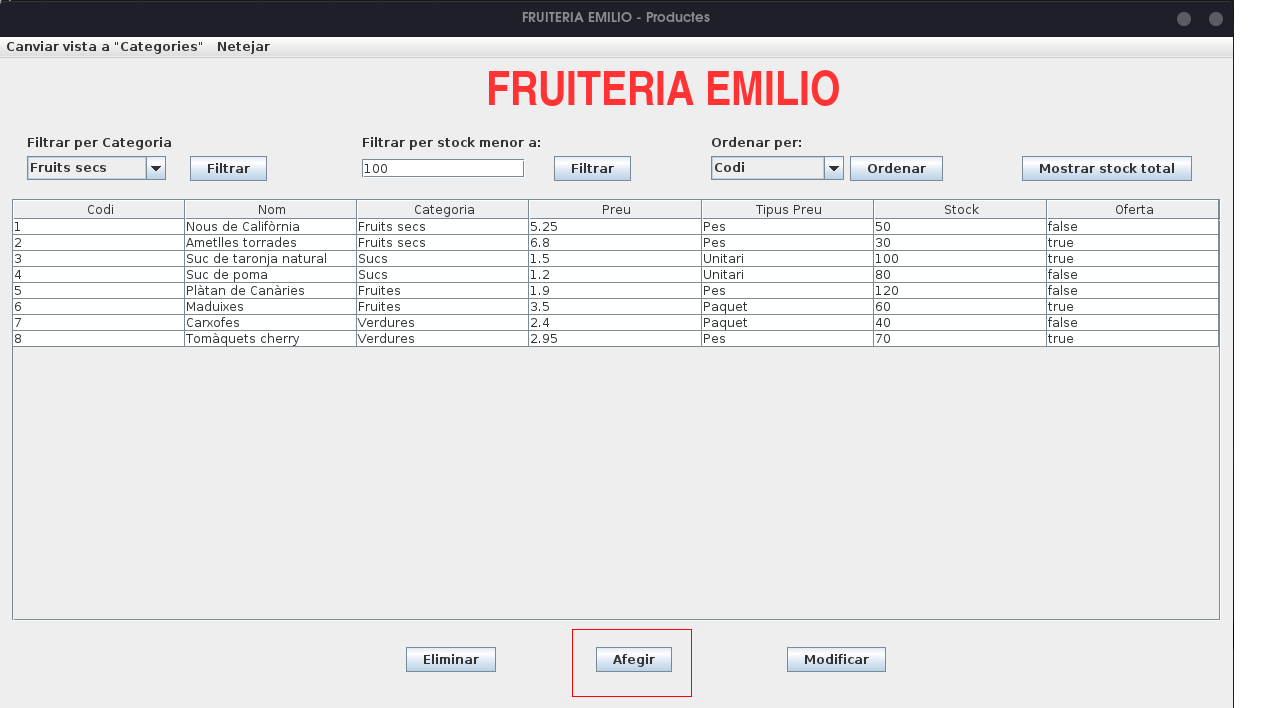 FRUITERIA EMILIO - Productes
Canviar vista a "Categories" Netejar
FRUITERIA EMILIO
Filtrar per Categoria Filtrar per stock menor a: Ordenar per:
Fruits secs Filtrar 100 Filtrar Codi Ordenar Mostrar stock total
Codi Nom Categoria Preu Tipus Preu Stock Oferta
1 Nous de Califòrnia Fruits secs 5.25 Pes 50 false
2 Ametlles torrades Fruits secs 6.8 Pes 30 true
3 Suc de taronja natural Sucs 1.5 Unitari 100 true
4 Suc de poma Sucs 1.2 Unitari 80 false
5 Plàtan de Canàries Fruites 1.9 Pes 120 false
6 Maduixes Fruites 3.5 Paquet 60 true
7 Carxofes Verdures 2.4 Paquet 40 false
8 Tomàquets cherry Verdures 2.95 Pes 70 true
Eliminar Afegir Modificar